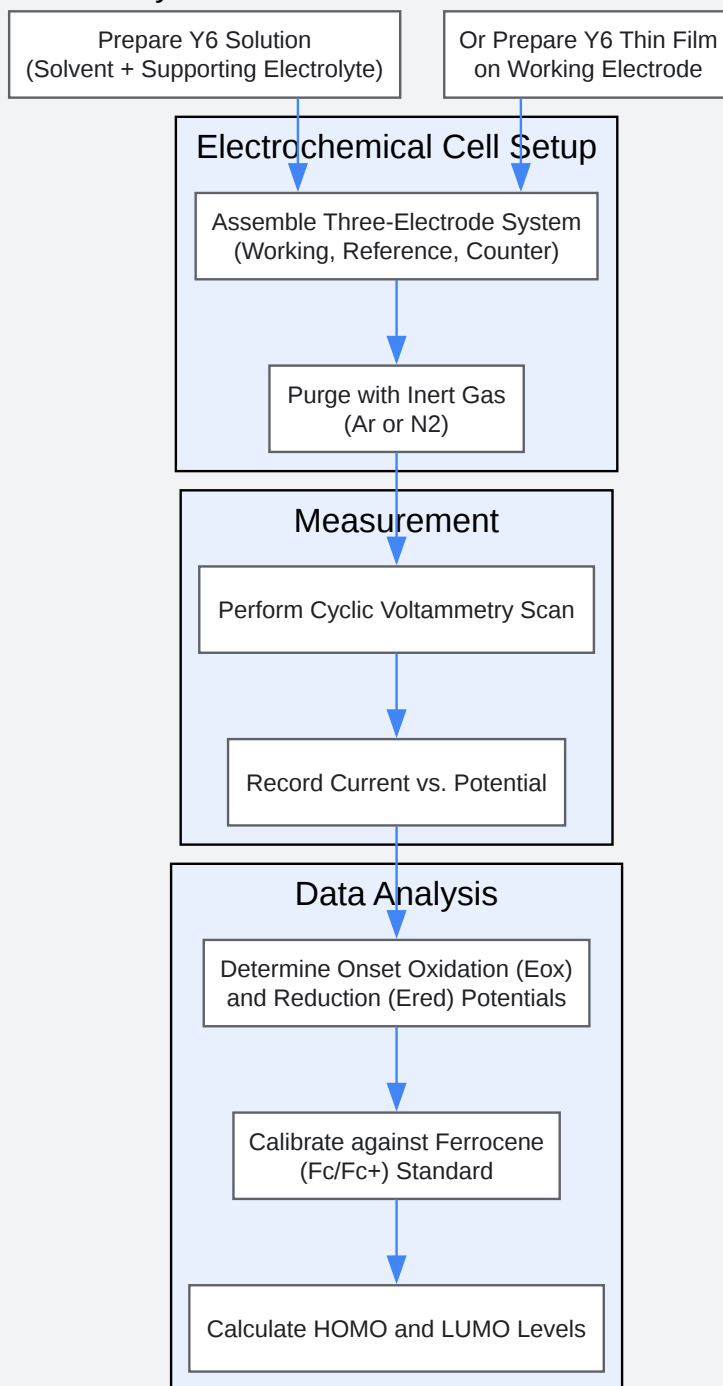 Prepare Y6 Solution
(Solvent + Supporting Electrolyte)
Or Prepare Y6 Thin Film
on Working Electrode
Electrochemical Cell Setup
Assemble Three-Electrode System
(Working, Reference, Counter)
Purge with Inert Gas
(Ar or N2)
Measurement
Perform Cyclic Voltammetry Scan
Record Current vs. Potential
Data Analysis
Determine Onset Oxidation (Eox)
and Reduction (Ered) Potentials
Calibrate against Ferrocene
(Fc/Fc+) Standard
Calculate HOMO and LUMO Levels